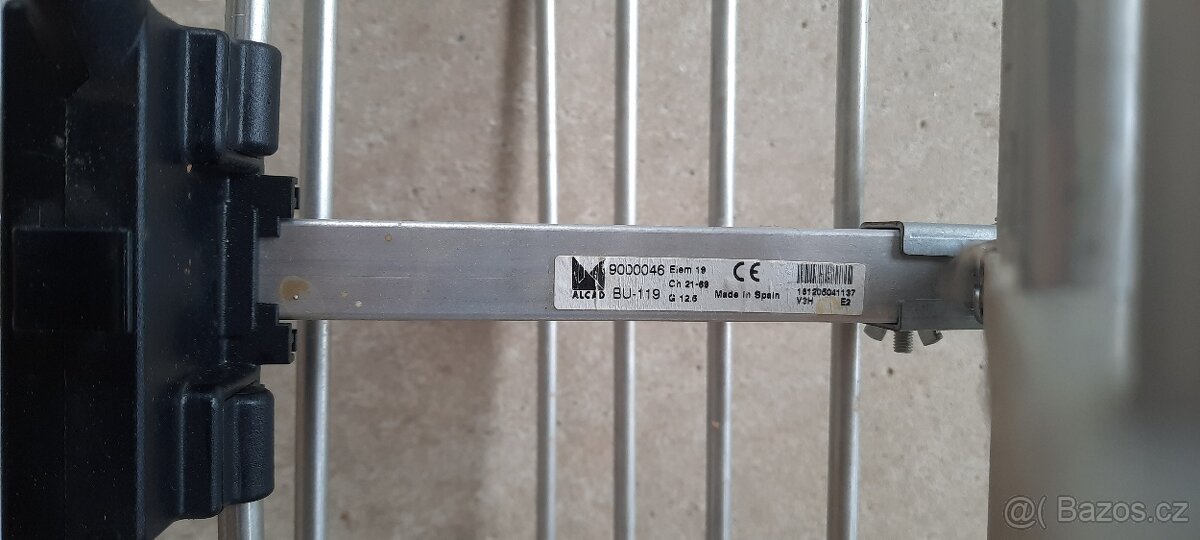 ALCAD
9000046
BU-119
Elem 19
Ch 21-69
G 12.5
CE
Made in Spain
161205041137
V3H E2
@( Bazos.cz